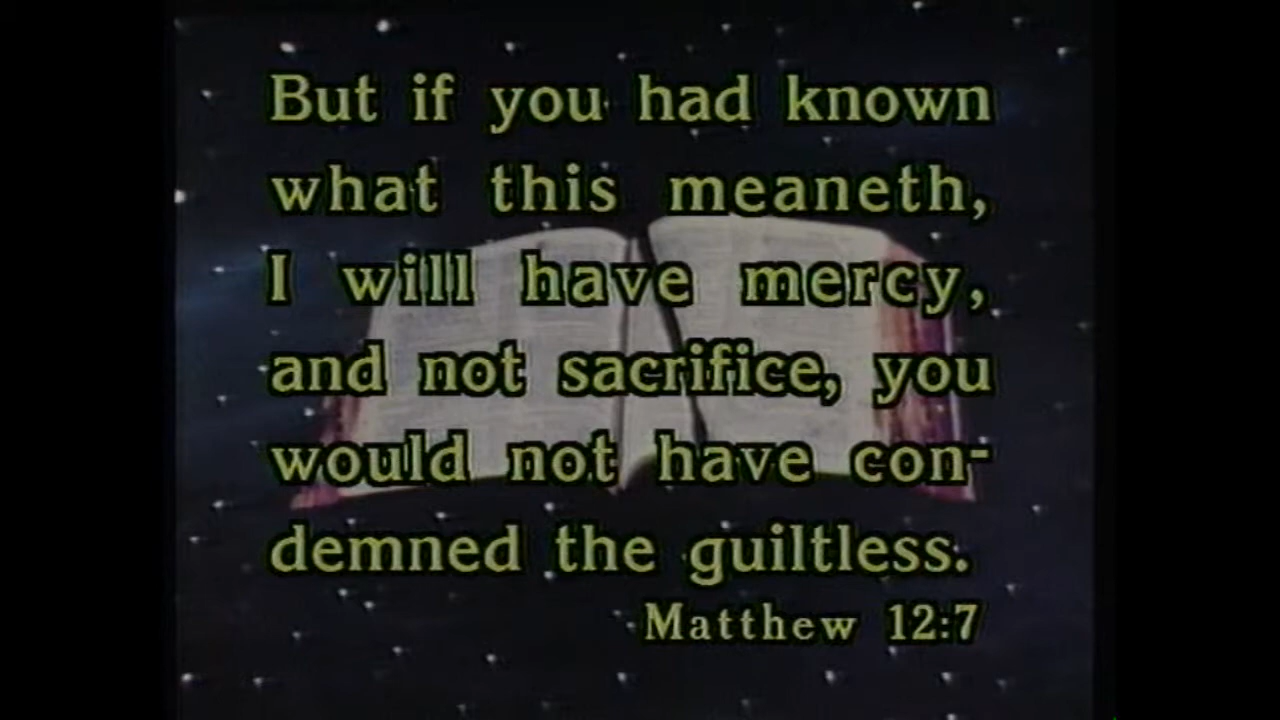 But if you had known
what this meaneth,
I will have mercy,
and not sacrifice, you
would not have con-
demned the guiltless.
Matthew 12:7